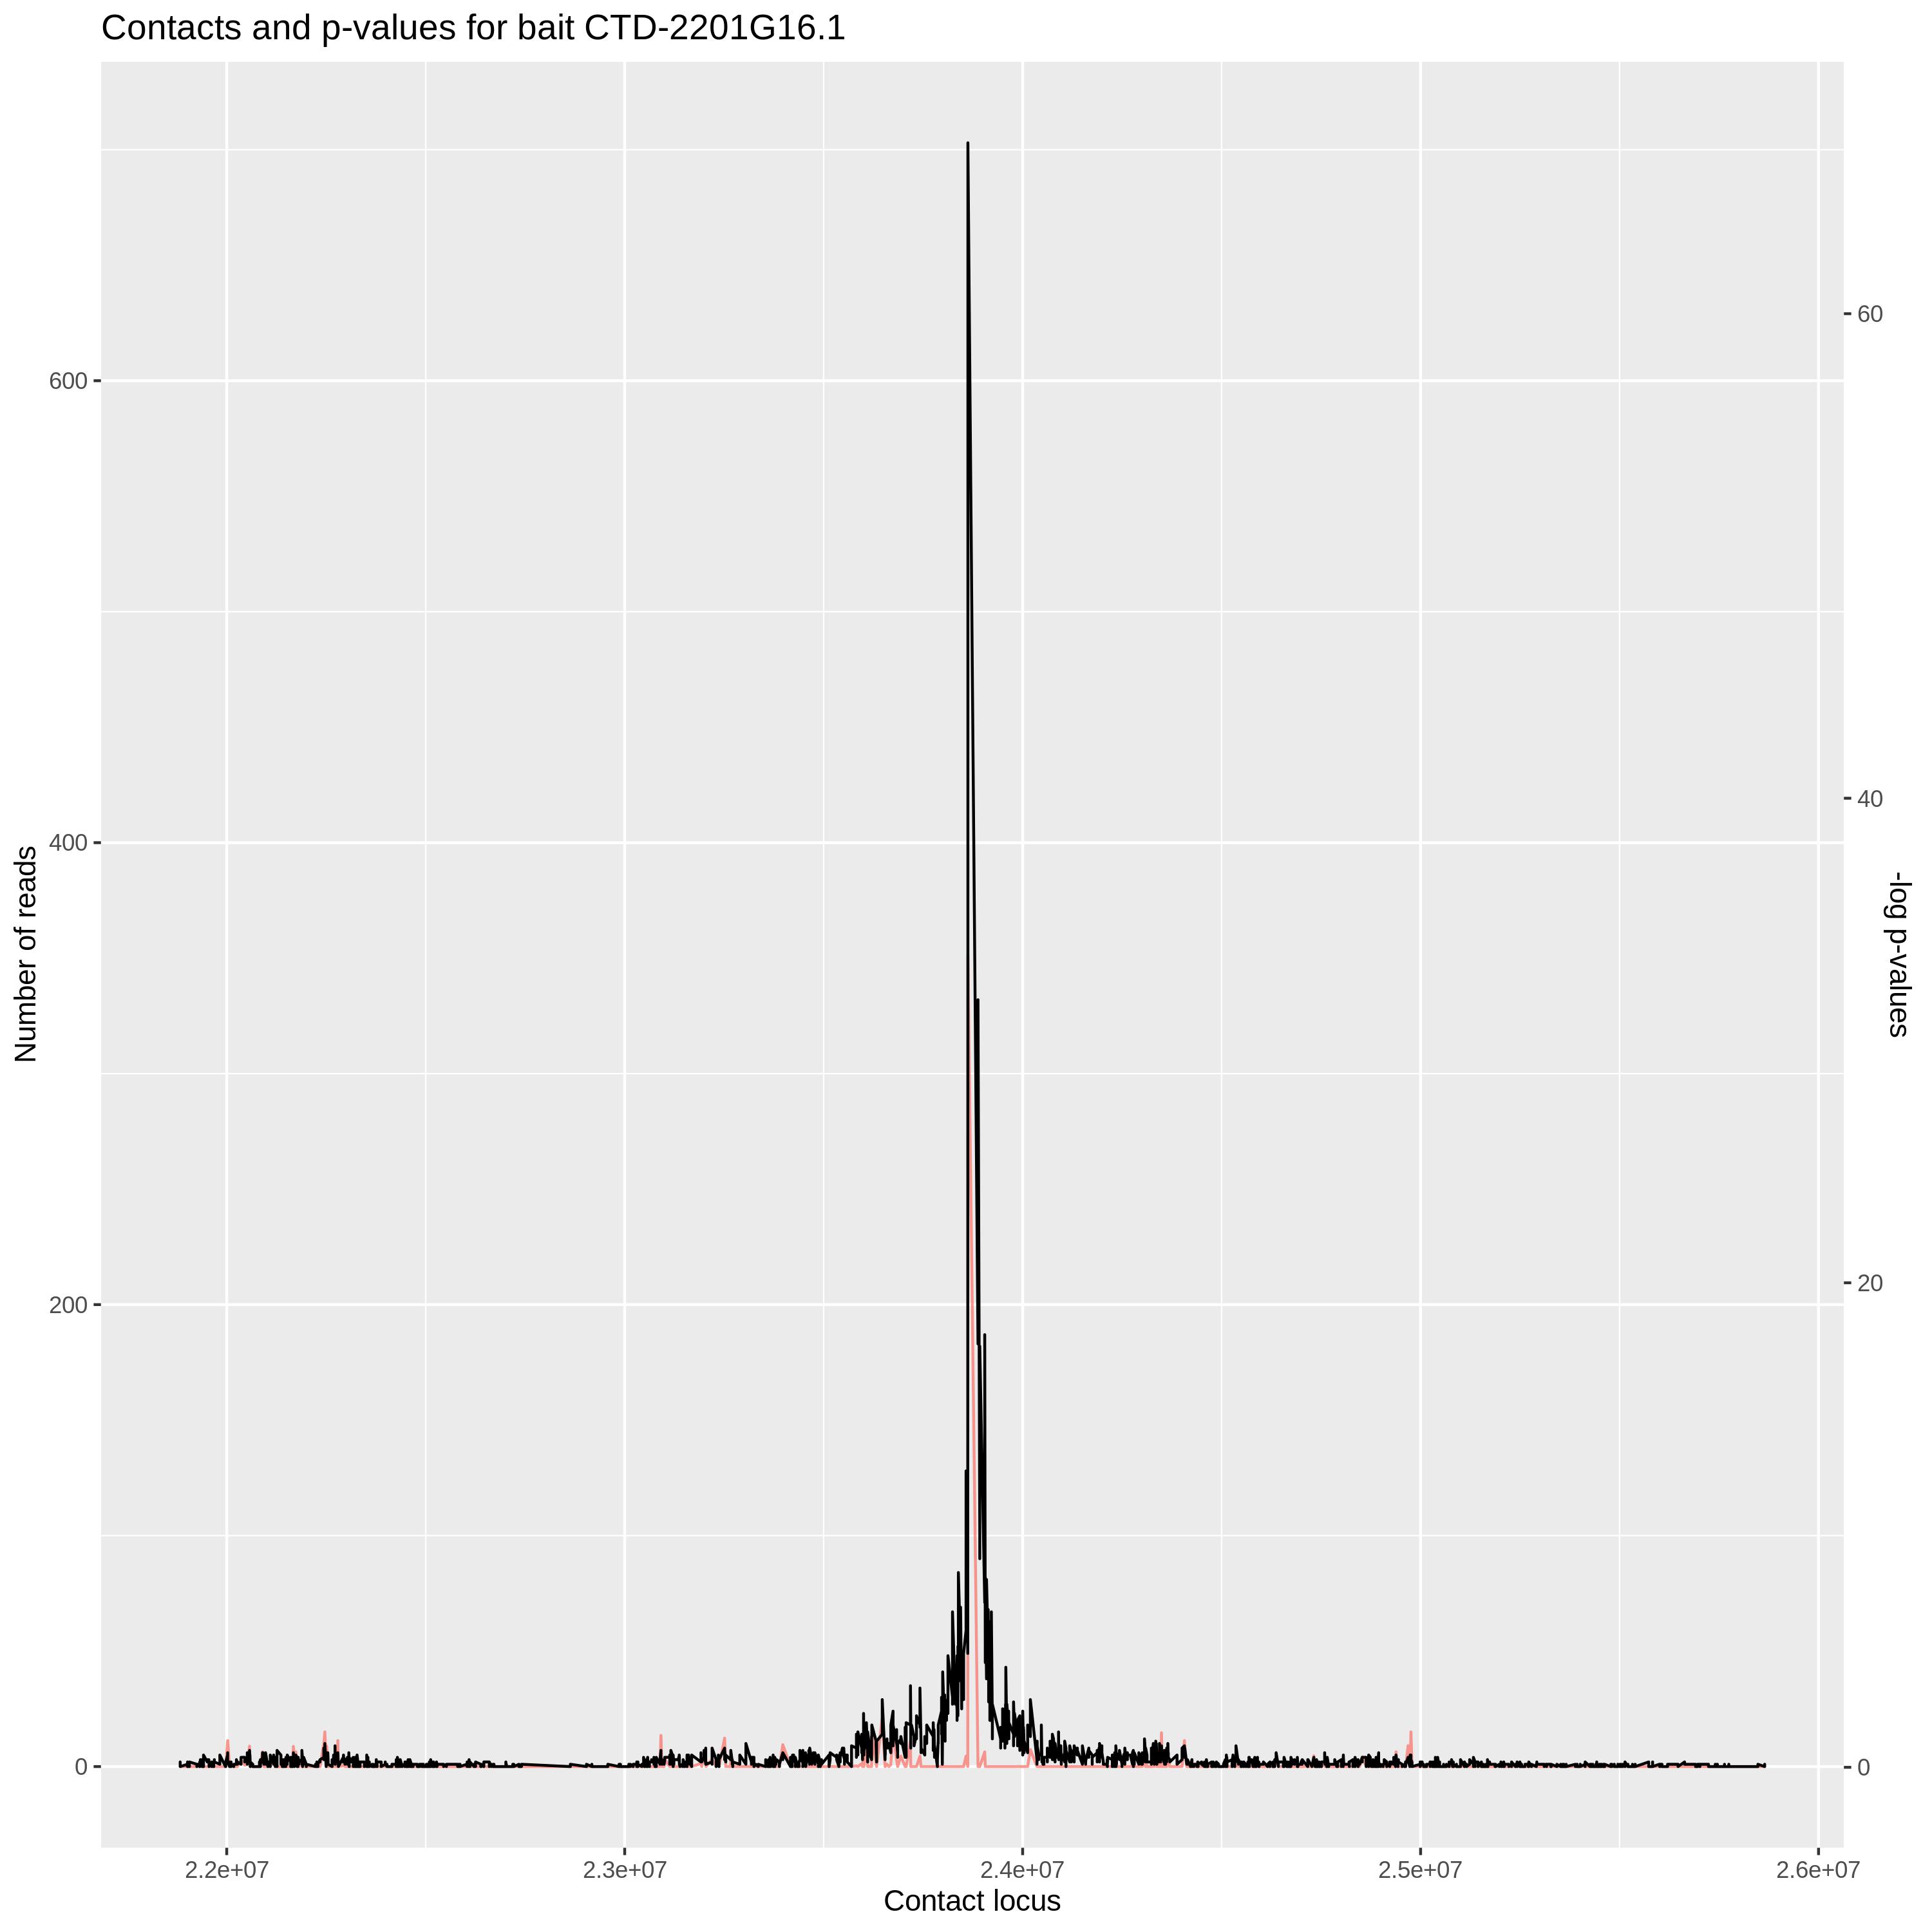 Contacts and p-values for bait CTD-2201G16.1
600
400
200
0
Number of reads
60
40
20
0
-log p-values
2.2e+07
2.3e+07
2.4e+07
2.5e+07
2.6e+07
Contact locus